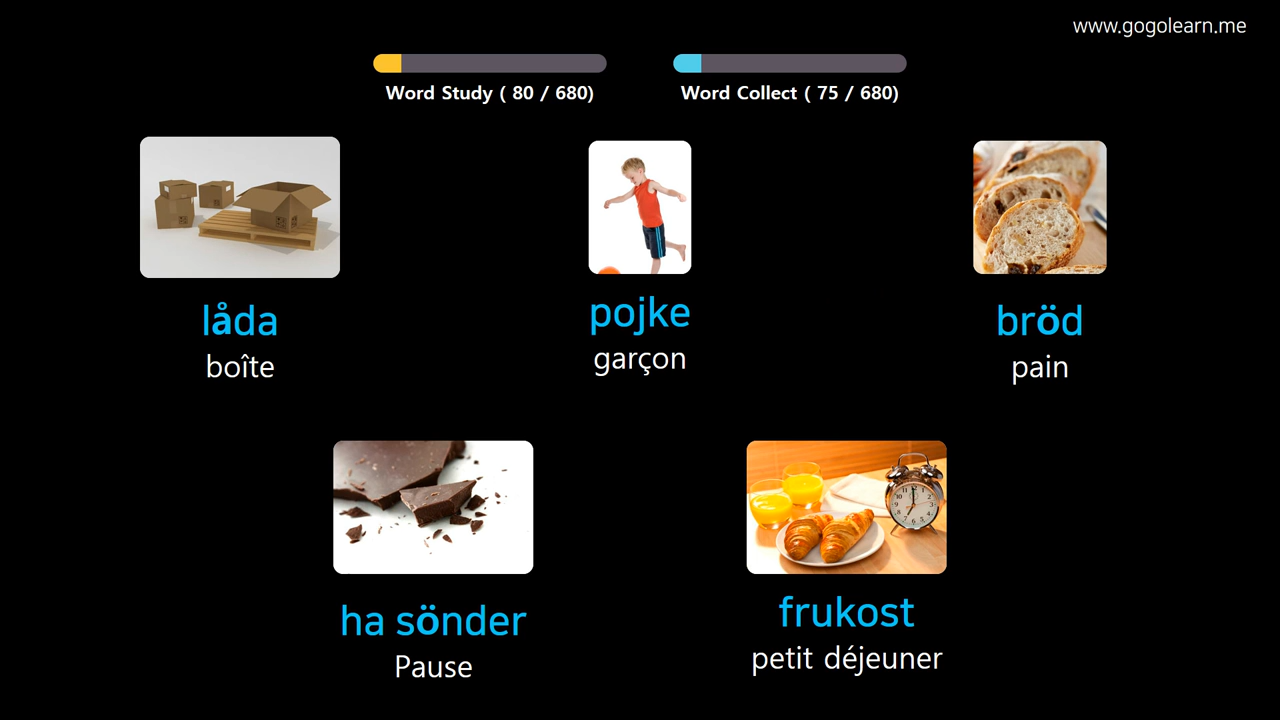 www.gogolearn.me
Word Study ( 80 / 680)
Word Collect ( 75 / 680)
låda
boîte
pojke
garçon
bröd
pain
ha sönder
Pause
frukost
petit déjeuner